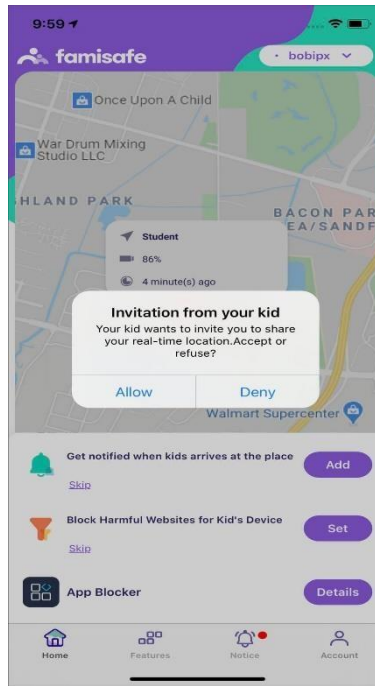 9:59
famisafe
bobipx
Once Upon A Child
War Drum Mixing
Studio LLC
HLAND PARK
BACON PAR
EA/SANDF
Student
86%
4 minute(s) ago
Invitation from your kid
Your kid wants to invite you to share
your real-time location.Accept or
refuse?
Allow
Deny
Walmart Supercenter
Get notified when kids arrives at the place
Add
Skip
Block Harmful Websites for Kid's Device
Set
Skip
App Blocker
Details
Home
Features
Notice
Account